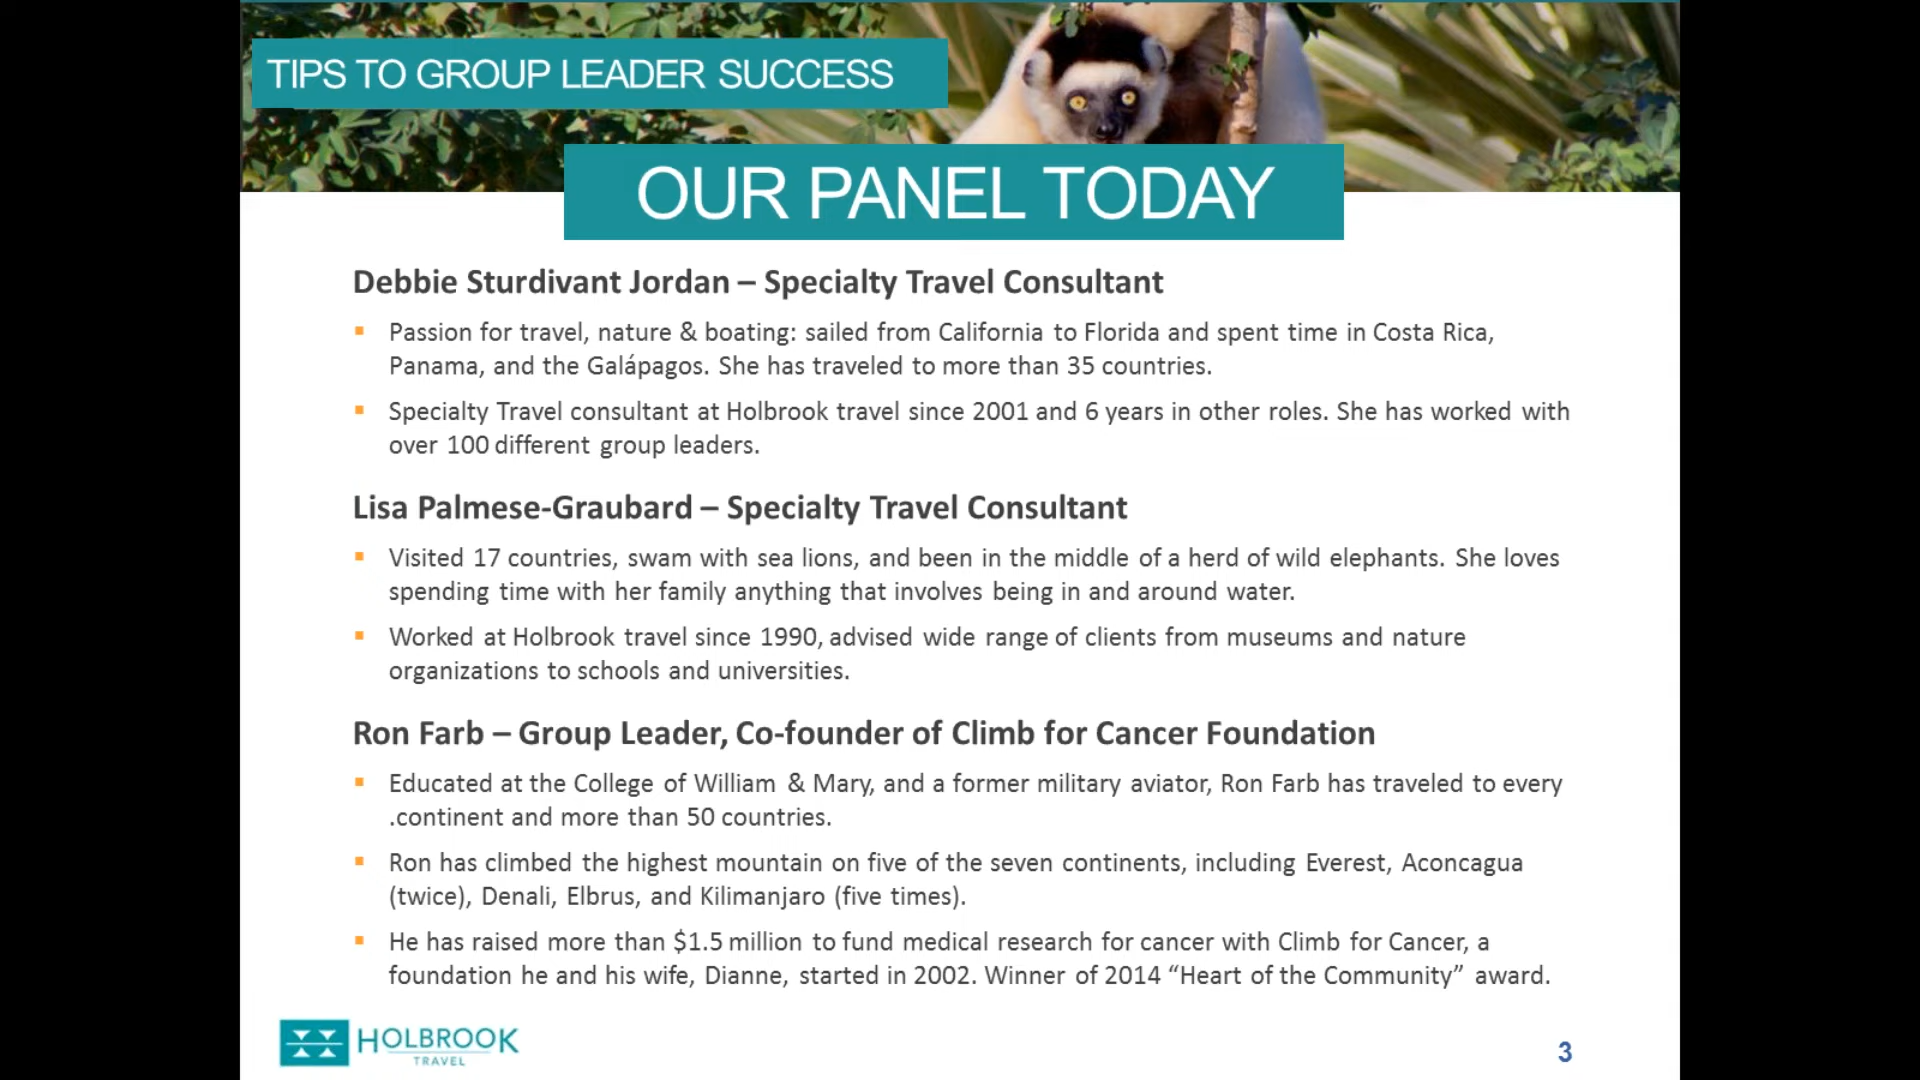 TIPS TO GROUP LEADER SUCCESS
OUR PANEL TODAY
Debbie Sturdivant Jordan – Specialty Travel Consultant
▪ Passion for travel, nature & boating: sailed from California to Florida and spent time in Costa Rica,
Panama, and the Galápagos. She has traveled to more than 35 countries.
▪ Specialty Travel consultant at Holbrook travel since 2001 and 6 years in other roles. She has worked with
over 100 different group leaders.
Lisa Palmese-Graubard – Specialty Travel Consultant
▪ Visited 17 countries, swam with sea lions, and been in the middle of a herd of wild elephants. She loves
spending time with her family anything that involves being in and around water.
▪ Worked at Holbrook travel since 1990, advised wide range of clients from museums and nature
organizations to schools and universities.
Ron Farb – Group Leader, Co-founder of Climb for Cancer Foundation
▪ Educated at the College of William & Mary, and a former military aviator, Ron Farb has traveled to every
.continent and more than 50 countries.
▪ Ron has climbed the highest mountain on five of the seven continents, including Everest, Aconcagua
(twice), Denali, Elbrus, and Kilimanjaro (five times).
▪ He has raised more than $1.5 million to fund medical research for cancer with Climb for Cancer, a
foundation he and his wife, Dianne, started in 2002. Winner of 2014 “Heart of the Community” award.
HOLBROOK
TRAVEL
3